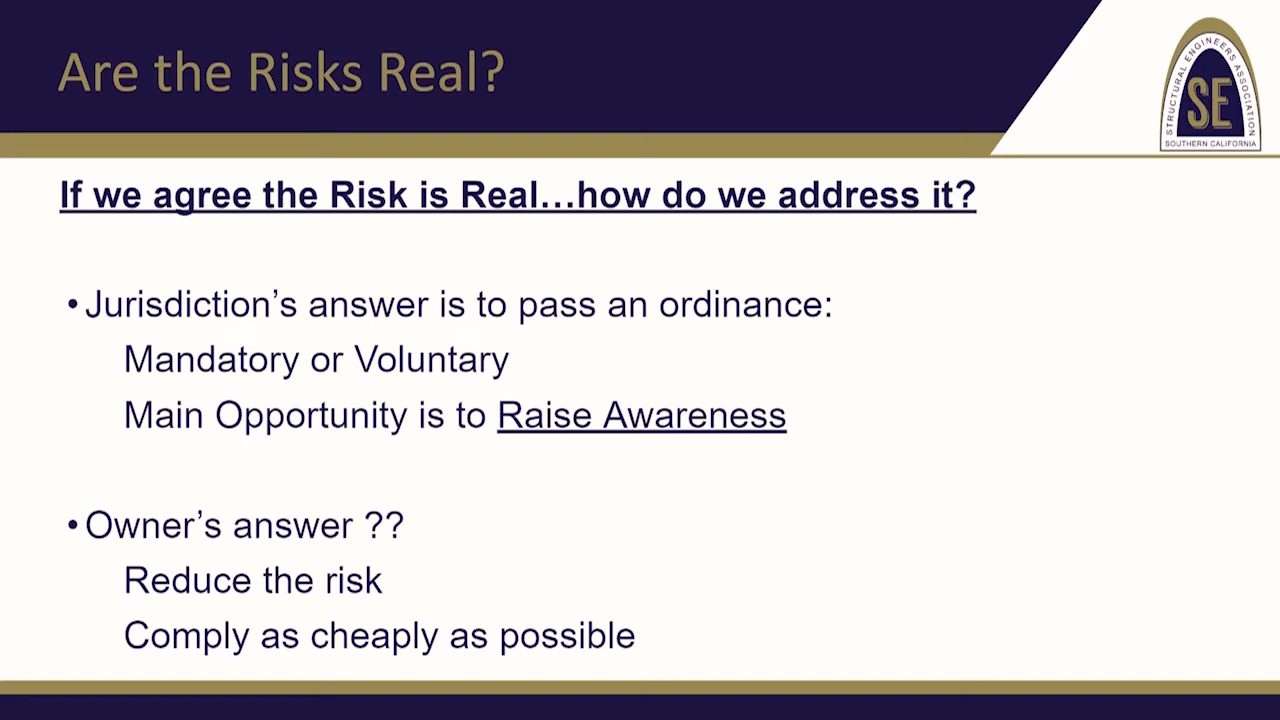 Are the Risks Real?
STRUCTURAL ENGINEERS ASSOCIATION
SE
SOUTHERN CALIFORNIA
If we agree the Risk is Real…how do we address it?
•Jurisdiction’s answer is to pass an ordinance:
Mandatory or Voluntary
Main Opportunity is to Raise Awareness
•Owner’s answer ??
Reduce the risk
Comply as cheaply as possible